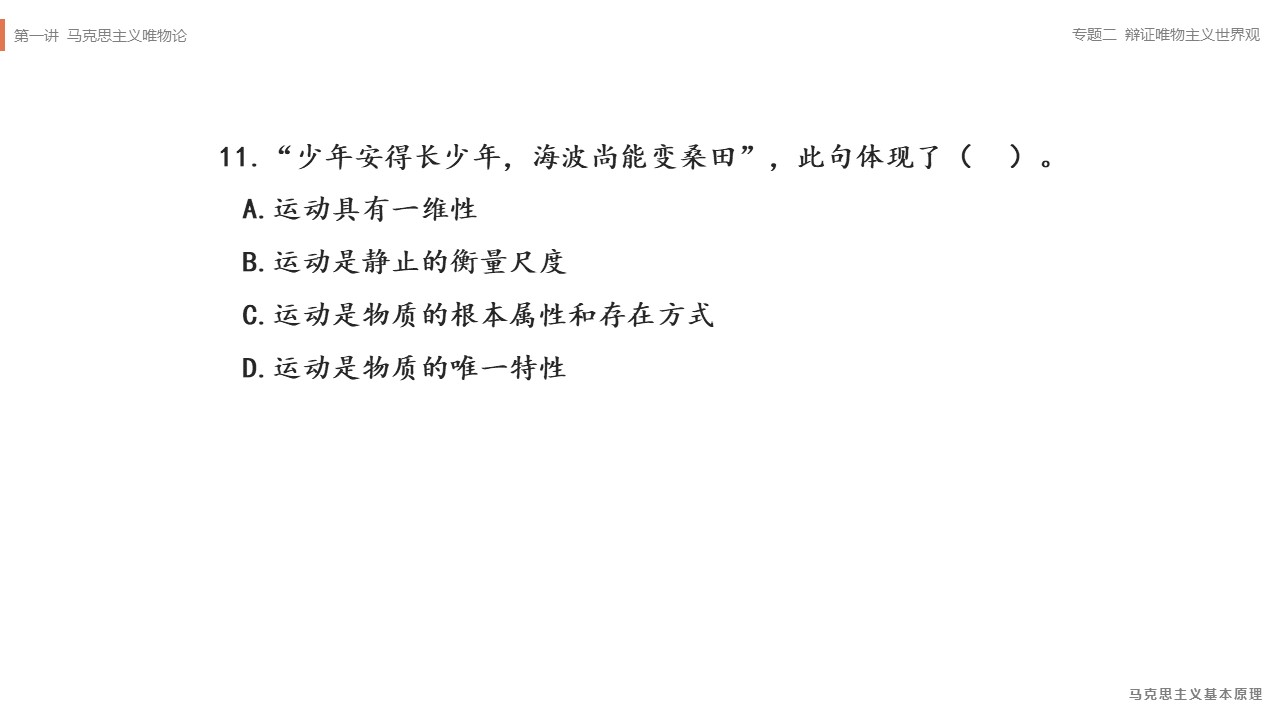 第一讲 马克思主义唯物论
专题二 辩证唯物主义世界观
11.“少年安得长少年，海波尚能变桑田”，此句体现了（ ）。
A.运动具有一维性
B.运动是静止的衡量尺度
C.运动是物质的根本属性和存在方式
D.运动是物质的唯一特性
马克思主义基本原理